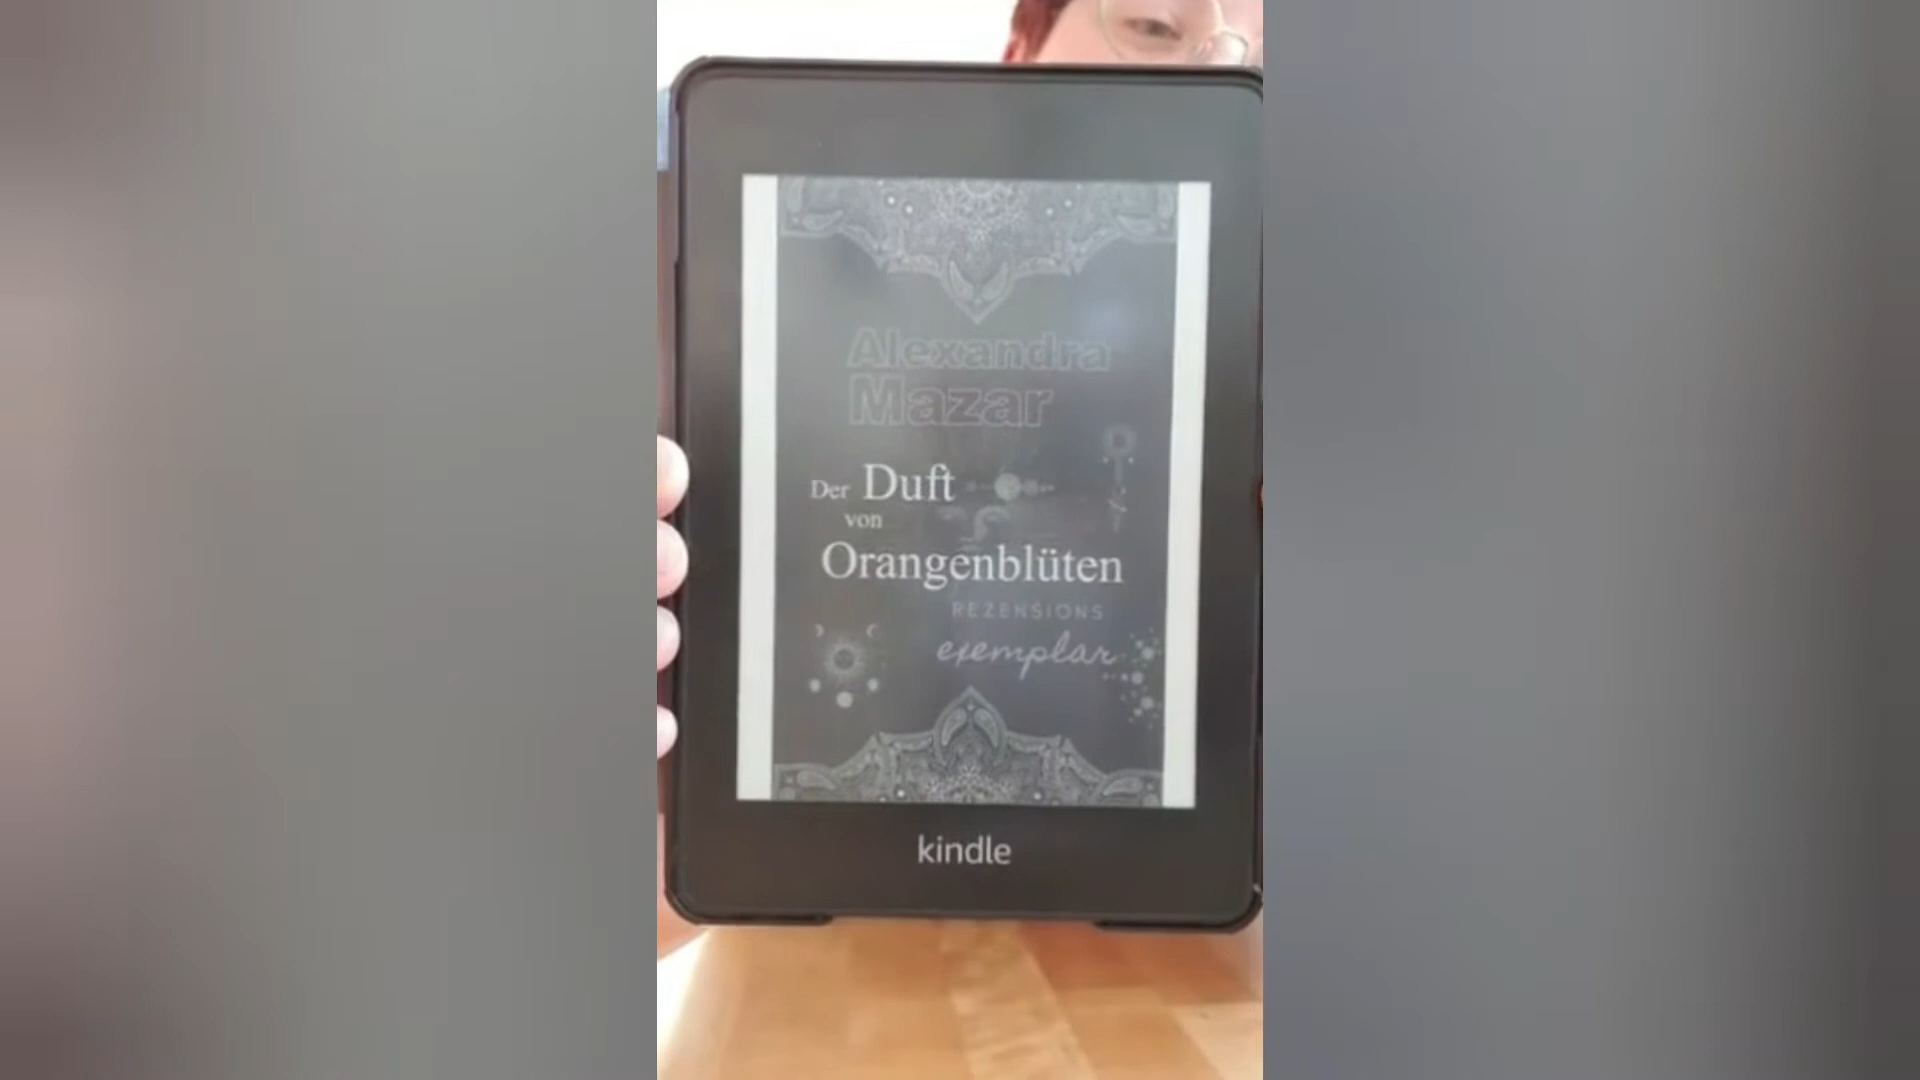 Alexandra
Mazar
Der Duft
von
Orangenblüten
REZENSIONS
exemplar
kindle